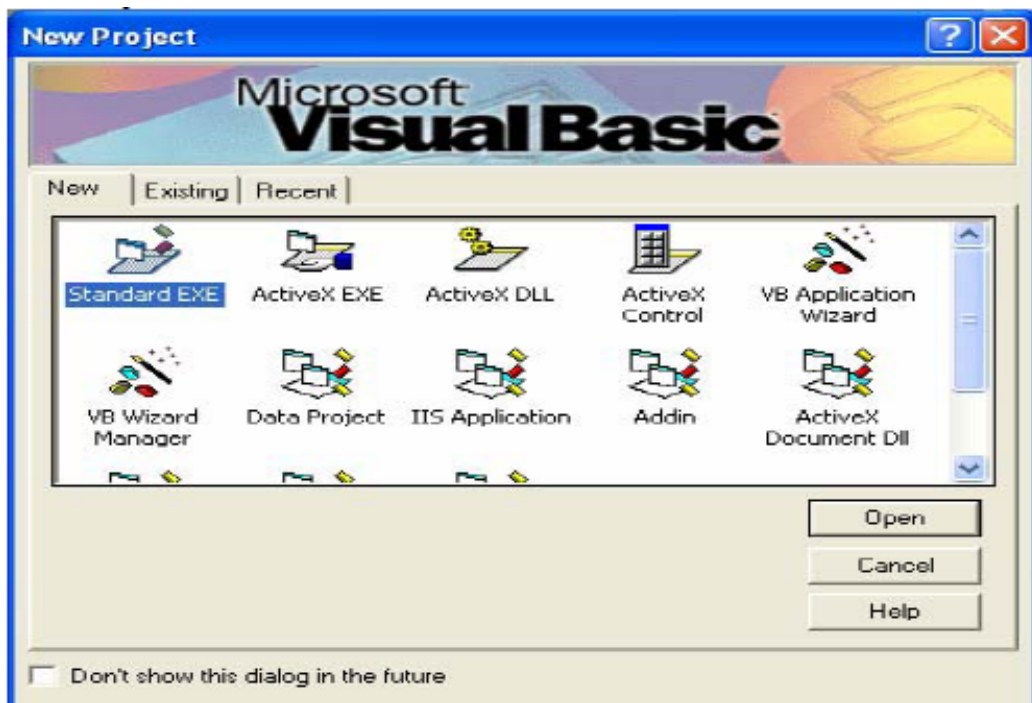 New Project
Microsoft
Visual Basic
New Existing Recent
Standard EXE
ActiveX EXE
ActiveX DLL
ActiveX
Control
VB Application
Wizard
VB Wizard
Manager
Data Project
IIS Application
Addin
ActiveX
Document Dll
Open
Cancel
Help
Don't show this dialog in the future